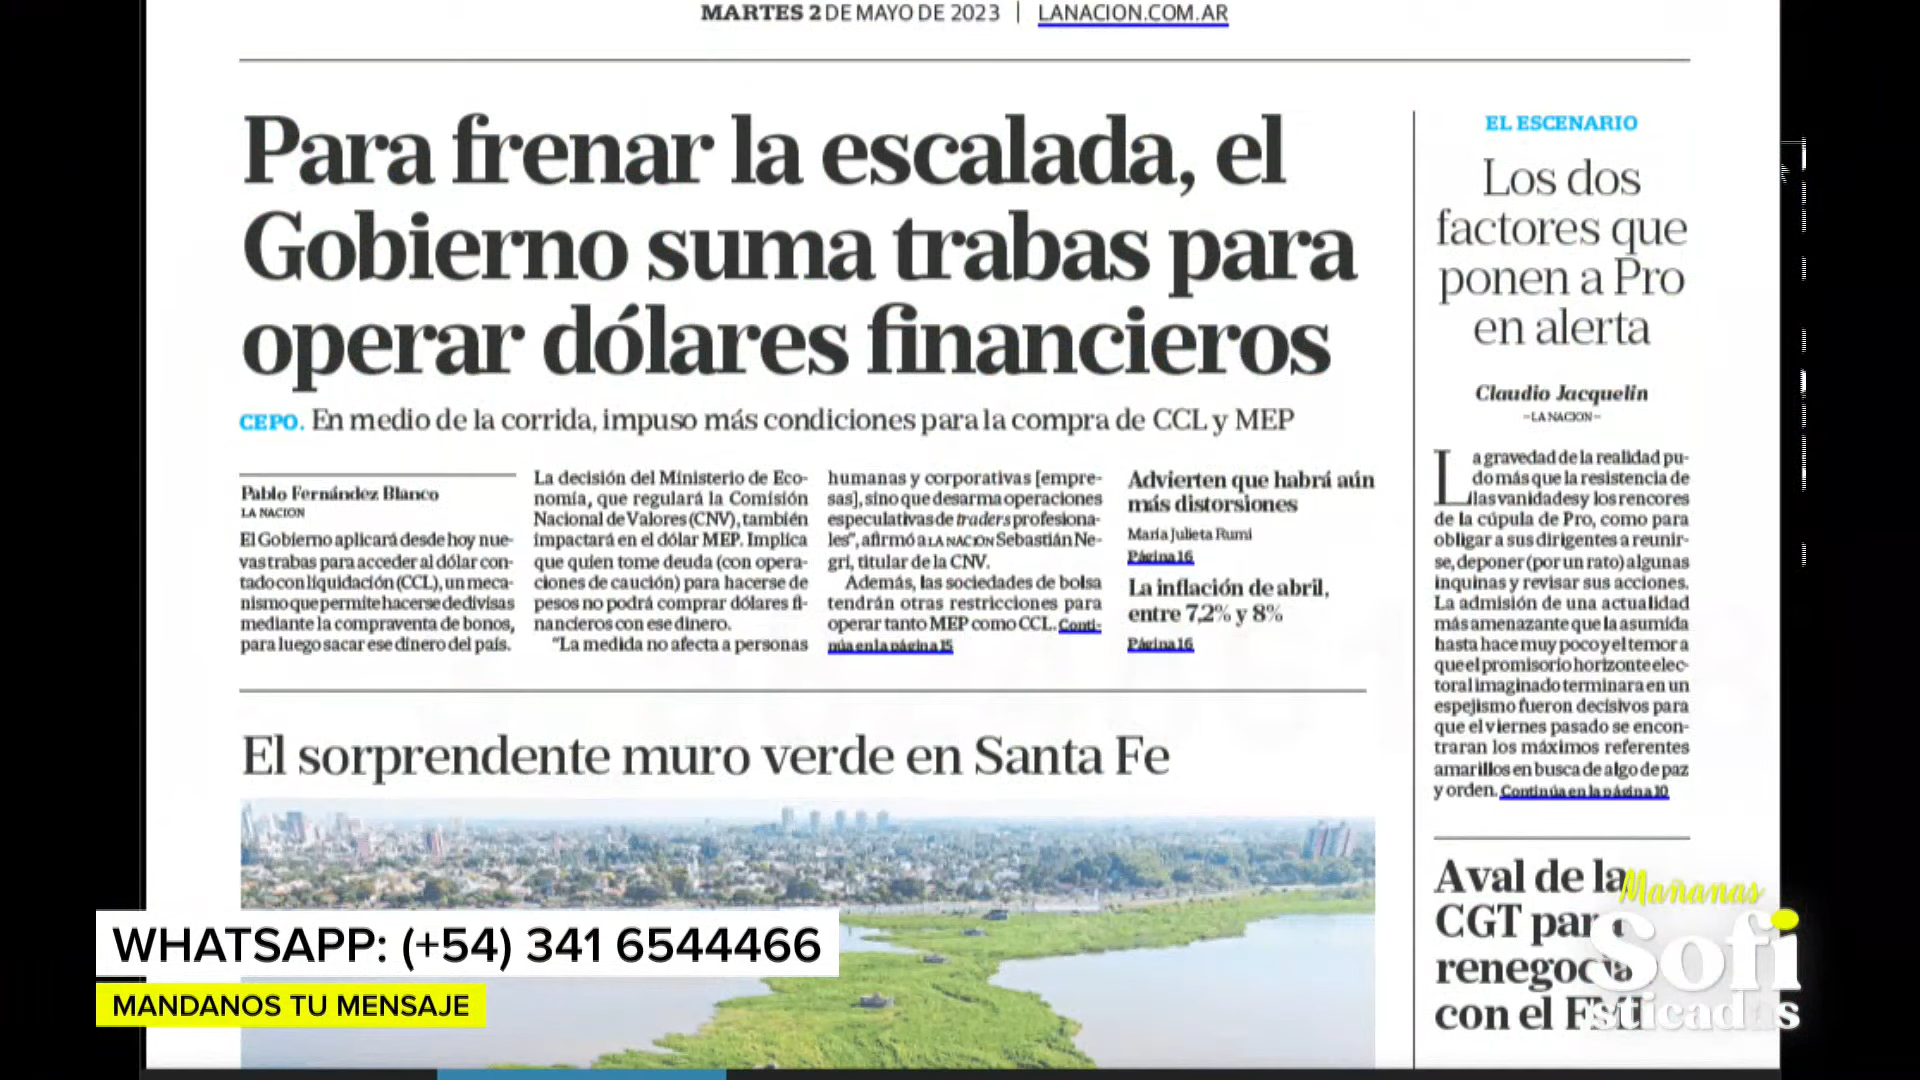 MARTES 2 DE MAYO DE 2023 | LANACION.COM.AR
Para frenar la escalada, el
Gobierno suma trabas para
operar dólares financieros
CEPO. En medio de la corrida, impuso más condiciones para la compra de CCL y MEP
Pablo Fernández Blanco
LA NACION
El Gobierno aplicará desde hoy nue-
vas trabas para acceder al dólar con-
tado con liquidación (CCL), un meca-
nismo que permite hacerse de divisas
mediante la compraventa de bonos,
para luego sacar ese dinero del país.
La decisión del Ministerio de Eco-
nomía, que regulará la Comisión
Nacional de Valores (CNV), también
impactará en el dólar MEP. Implica
que quien tome deuda (con opera-
ciones de caución) para hacerse de
pesos no podrá comprar dólares fi-
nancieros con ese dinero.
“La medida no afecta a personas
humanas y corporativas [empre-
sas], sino que desarma operaciones
especulativas de traders profesiona-
les”, afirmó a LA NACION Sebastián Ne-
gri, titular de la CNV.
Además, las sociedades de bolsa
tendrán otras restricciones para
operar tanto MEP como CCL. Conti-
núa en la página 15
Advierten que habrá aún
más distorsiones
María Julieta Rumi
Página 16
La inflación de abril,
entre 7,2% y 8%
Página 16
El sorprendente muro verde en Santa Fe
EL ESCENARIO
Los dos
factores que
ponen a Pro
en alerta
Claudio Jacquelin
–LA NACION–
La gravedad de la realidad pu-
do más que la resistencia de
las vanidades y los rencores
de la cúpula de Pro, como para
obligar a sus dirigentes a reunir-
se, deponer (por un rato) algunas
inquinas y revisar sus acciones.
La admisión de una actualidad
más amenazante que la asumida
hasta hace muy poco y el temor a
que el promisorio horizonte elec-
toral imaginado terminara en un
espejismo fueron decisivos para
que el viernes pasado se encon-
traran los máximos referentes
amarillos en busca de algo de paz
y orden. Continúa en la página 10
Aval de la
CGT para
renegociar
con el FMI
WHATSAPP: (+54) 341 6544466
MANDANOS TU MENSAJE
Mañanas
Sofi
sticadas